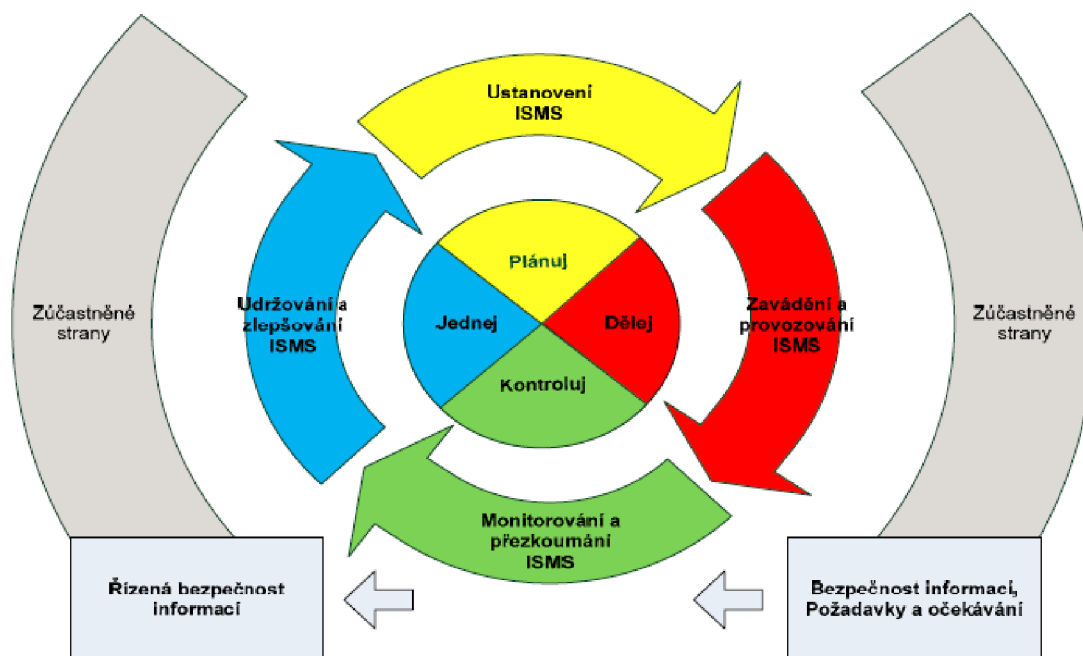 Ustanovení
ISMS
Plánuj
Zúčastněné
strany
Udržování a
zlepšování
ISMS
Jednej
Dělej
Zavádění a
provozování
ISMS
Zúčastněné
strany
Kontroluj
Monitorování a
přezkoumání
ISMS
Řízená bezpečnost
informací
Bezpečnost informací,
Požadavky a očekávání